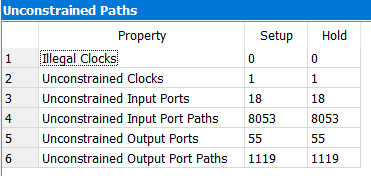 Unconstrained Paths
Property Setup Hold
1 Illegal Clocks 0 0
2 Unconstrained Clocks 1 1
3 Unconstrained Input Ports 18 18
4 Unconstrained Input Port Paths 8053 8053
5 Unconstrained Output Ports 55 55
6 Unconstrained Output Port Paths 1119 1119